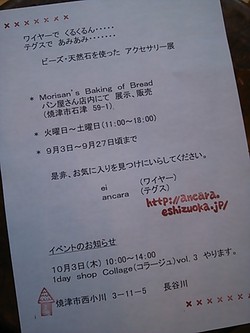 ワイヤーで くるくるん・・・・・
テグスで あみあみ・・・・・・・
ビーズ・天然石を使った アクセサリー展
* Morisan's Baking of Bread
パン屋さん店内にて 展示、販売
(焼津市石津 59-1)
* 火曜日～土曜日(11:00～18:00)
* 9月3日～9月27日頃まで
是非、お気に入りを見つけにいらしてください。
ei (ワイヤー)
ancara (テグス)
http://ancara.
eshizuoka.jp/
イベントのお知らせ
10月3日(木) 10:00～14:00
1day shop Collage(コラージュ)vol.3 やります。
焼津市西小川 3-11-5 長谷川